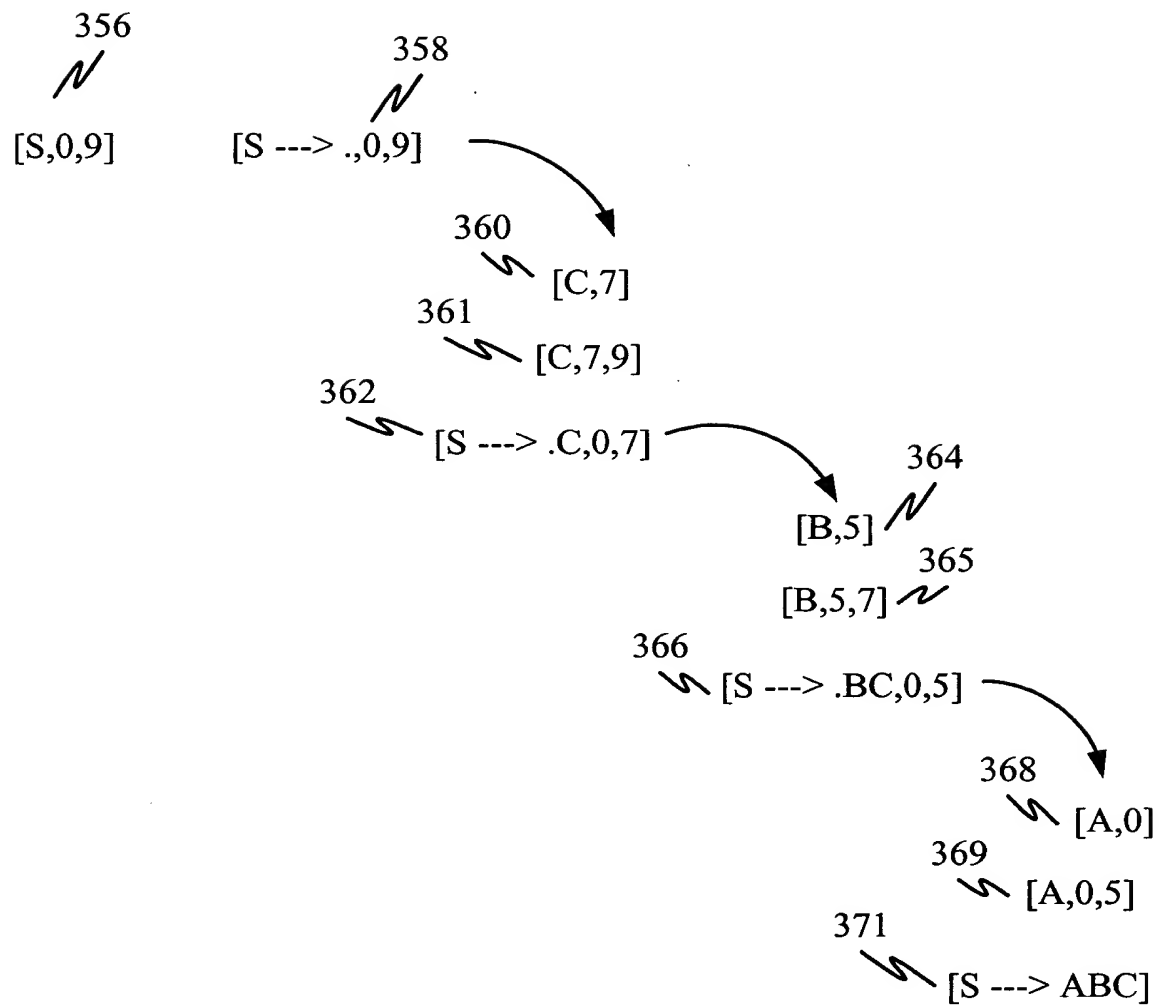 356
358
[S,0,9]
[S ---> .,0,9]
360
[C,7]
361
[C,7,9]
362
[S ---> .C,0,7]
364
[B,5]
365
[B,5,7]
366
[S ---> .BC,0,5]
368
[A,0]
369
[A,0,5]
371
[S ---> ABC]